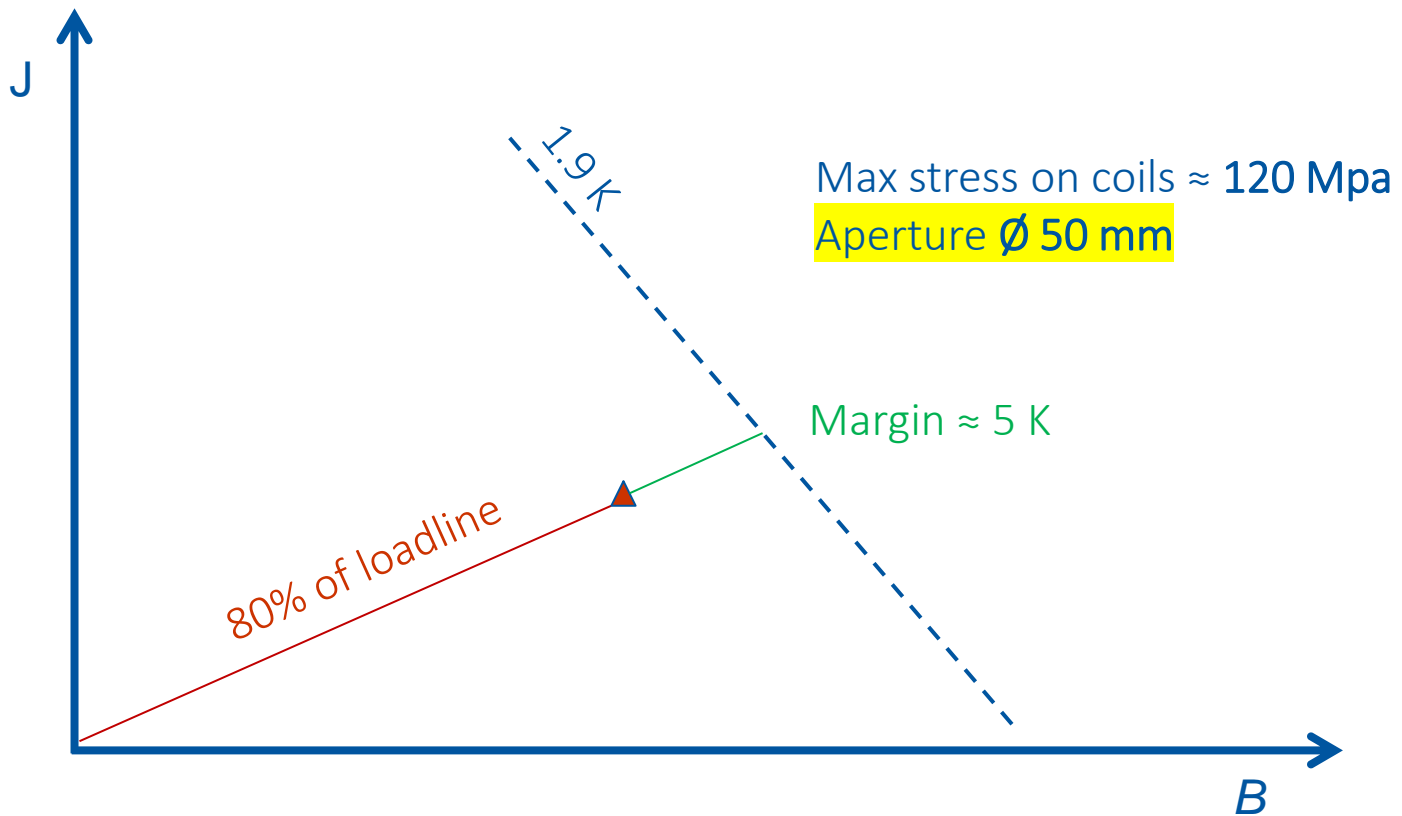 J
1.9 K
Max stress on coils ≈ 120 Mpa
Aperture Ø 50 mm
Margin ≈ 5 K
80% of loadline
B